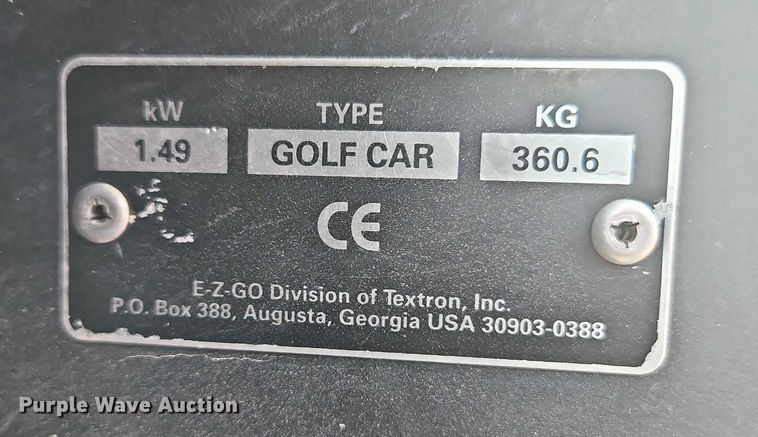 kW TYPE KG
1.49 GOLF CAR 360.6
CE
E-Z-GO Division of Textron, Inc.
P.O. Box 388, Augusta, Georgia USA 30903-0388
Purple Wave Auction